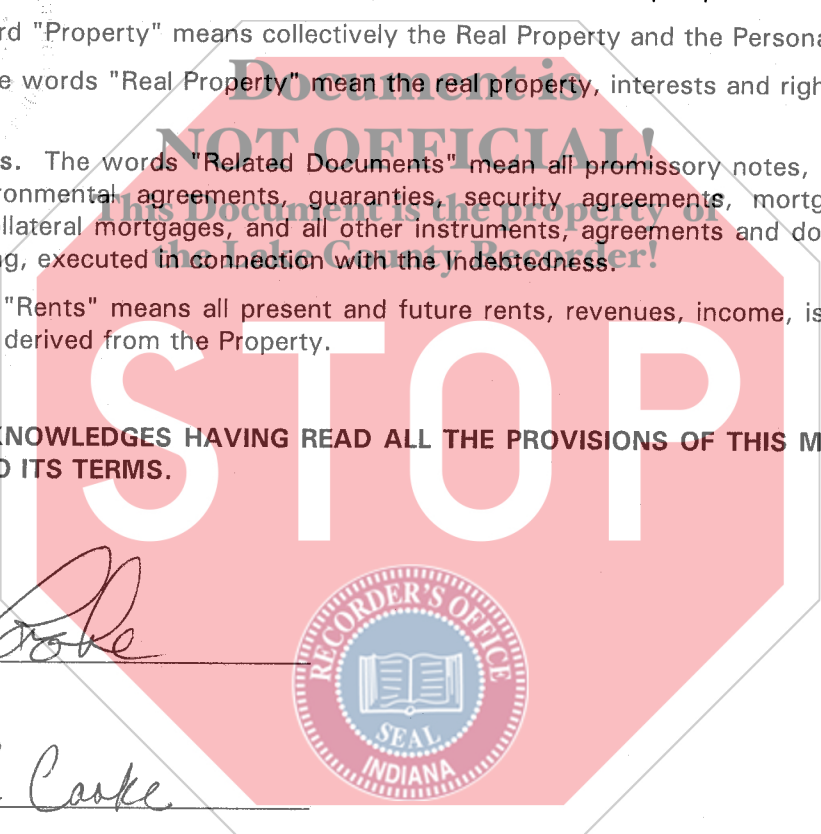 rd "Property" means collectively the Real Property and the Persona
Document is
e words "Real Property" mean the real property, interests and righ
NOT OFFICIAL!
s. The words "Related Documents" mean all promissory notes,
ronmental agreements, guaranties, security agreements, mortg
This Document is the property of
llateral mortgages, and all other instruments, agreements and do
the Lake County Recorder!
ng, executed in connection with the Indebtedness.
"Rents" means all present and future rents, revenues, income, is
derived from the Property.
STOP
KNOWLEDGES HAVING READ ALL THE PROVISIONS OF THIS M
D ITS TERMS.
RECORDER'S OFFICE
Cooke
SEAL
INDIANA
Cooke